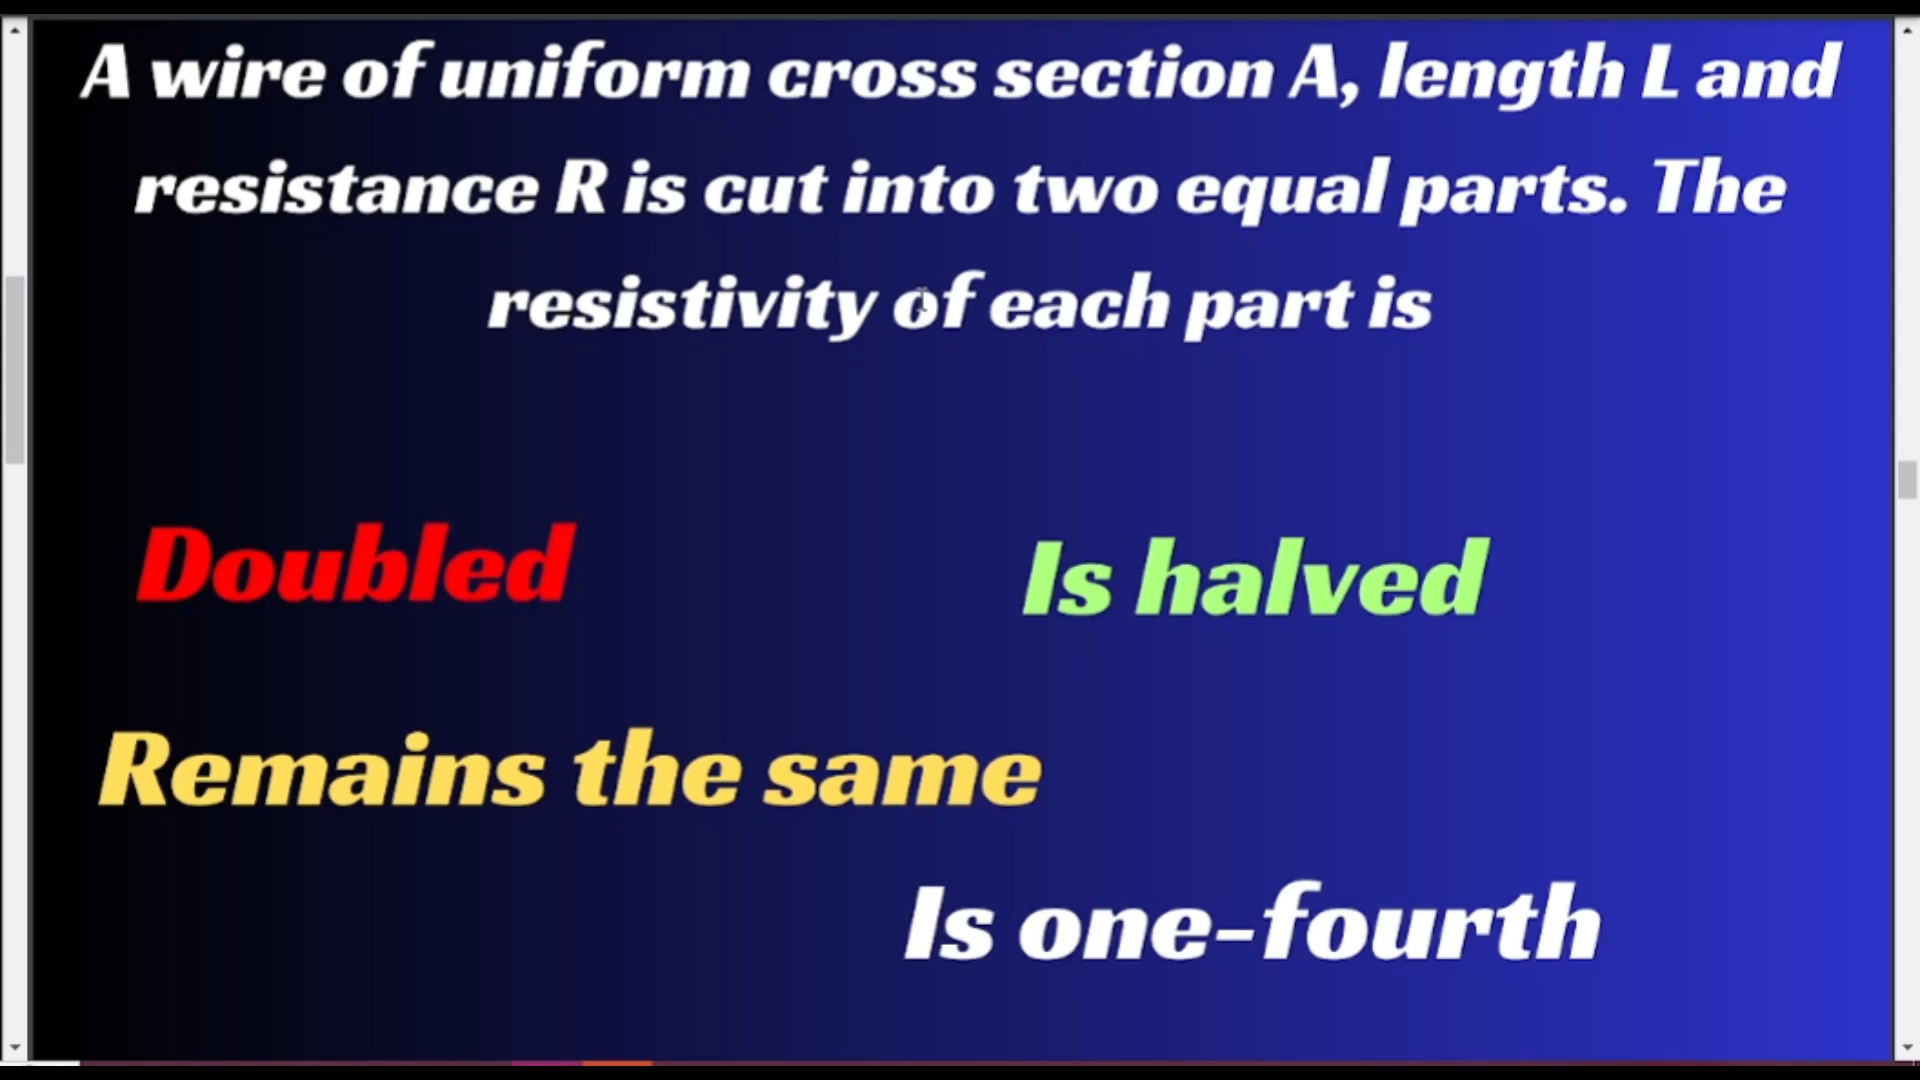 A wire of uniform cross section A, length L and
resistance R is cut into two equal parts. The
resistivity of each part is
Doubled
Is halved
Remains the same
Is one-fourth